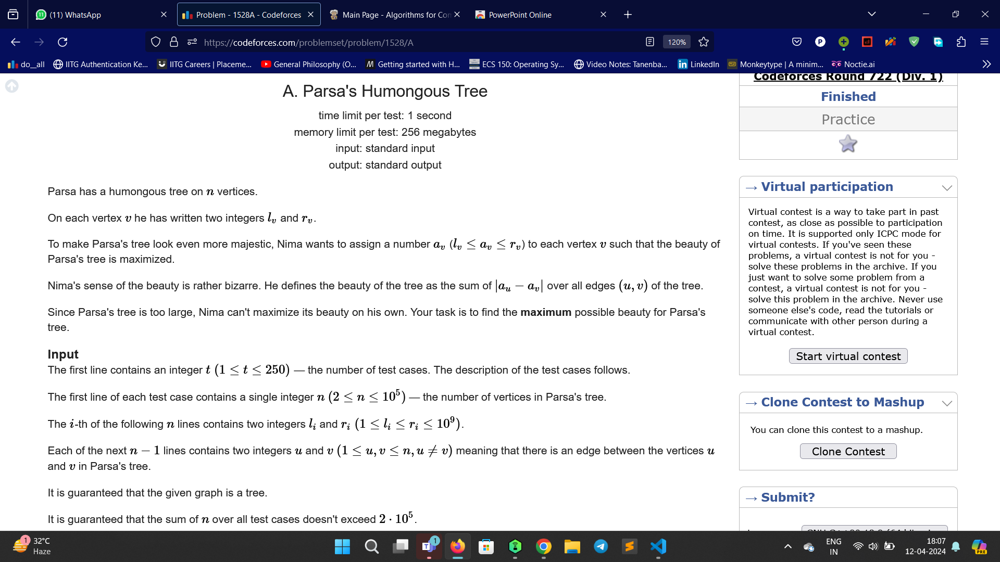 (11) WhatsApp
Problem - 1528A - Codeforces
Main Page - Algorithms for Con
PowerPoint Online
https://codeforces.com/problemset/problem/1528/A
120%
do__all
IITG Authentication Ke...
IITG Careers | Placeme...
General Philosophy (O...
Getting started with H...
ECS 150: Operating Sy...
Video Notes: Tanenba...
LinkedIn
Monkeytype | A minim...
Noctie.ai
A. Parsa's Humongous Tree
time limit per test: 1 second
memory limit per test: 256 megabytes
input: standard input
output: standard output
Parsa has a humongous tree on n vertices.
On each vertex v he has written two integers l_v and r_v.
To make Parsa's tree look even more majestic, Nima wants to assign a number a_v (l_v ≤ a_v ≤ r_v) to each vertex v such that the beauty of
Parsa's tree is maximized.
Nima's sense of the beauty is rather bizarre. He defines the beauty of the tree as the sum of |a_u − a_v| over all edges (u, v) of the tree.
Since Parsa's tree is too large, Nima can't maximize its beauty on his own. Your task is to find the maximum possible beauty for Parsa's
tree.
Input
The first line contains an integer t (1 ≤ t ≤ 250) — the number of test cases. The description of the test cases follows.
The first line of each test case contains a single integer n (2 ≤ n ≤ 10^5) — the number of vertices in Parsa's tree.
The i-th of the following n lines contains two integers l_i and r_i (1 ≤ l_i ≤ r_i ≤ 10^9).
Each of the next n − 1 lines contains two integers u and v (1 ≤ u, v ≤ n, u ≠ v) meaning that there is an edge between the vertices u
and v in Parsa's tree.
It is guaranteed that the given graph is a tree.
It is guaranteed that the sum of n over all test cases doesn't exceed 2 · 10^5.
Codeforces Round 722 (Div. 1)
Finished
Practice
→ Virtual participation
Virtual contest is a way to take part in past
contest, as close as possible to participation
on time. It is supported only ICPC mode for
virtual contests. If you've seen these
problems, a virtual contest is not for you -
solve these problems in the archive. If you
just want to solve some problem from a
contest, a virtual contest is not for you -
solve this problem in the archive. Never use
someone else's code, read the tutorials or
communicate with other person during a
virtual contest.
Start virtual contest
→ Clone Contest to Mashup
You can clone this contest to a mashup.
Clone Contest
→ Submit?
1
32°C
Haze
1
ENG
IN
18:07
12-04-2024
PRE